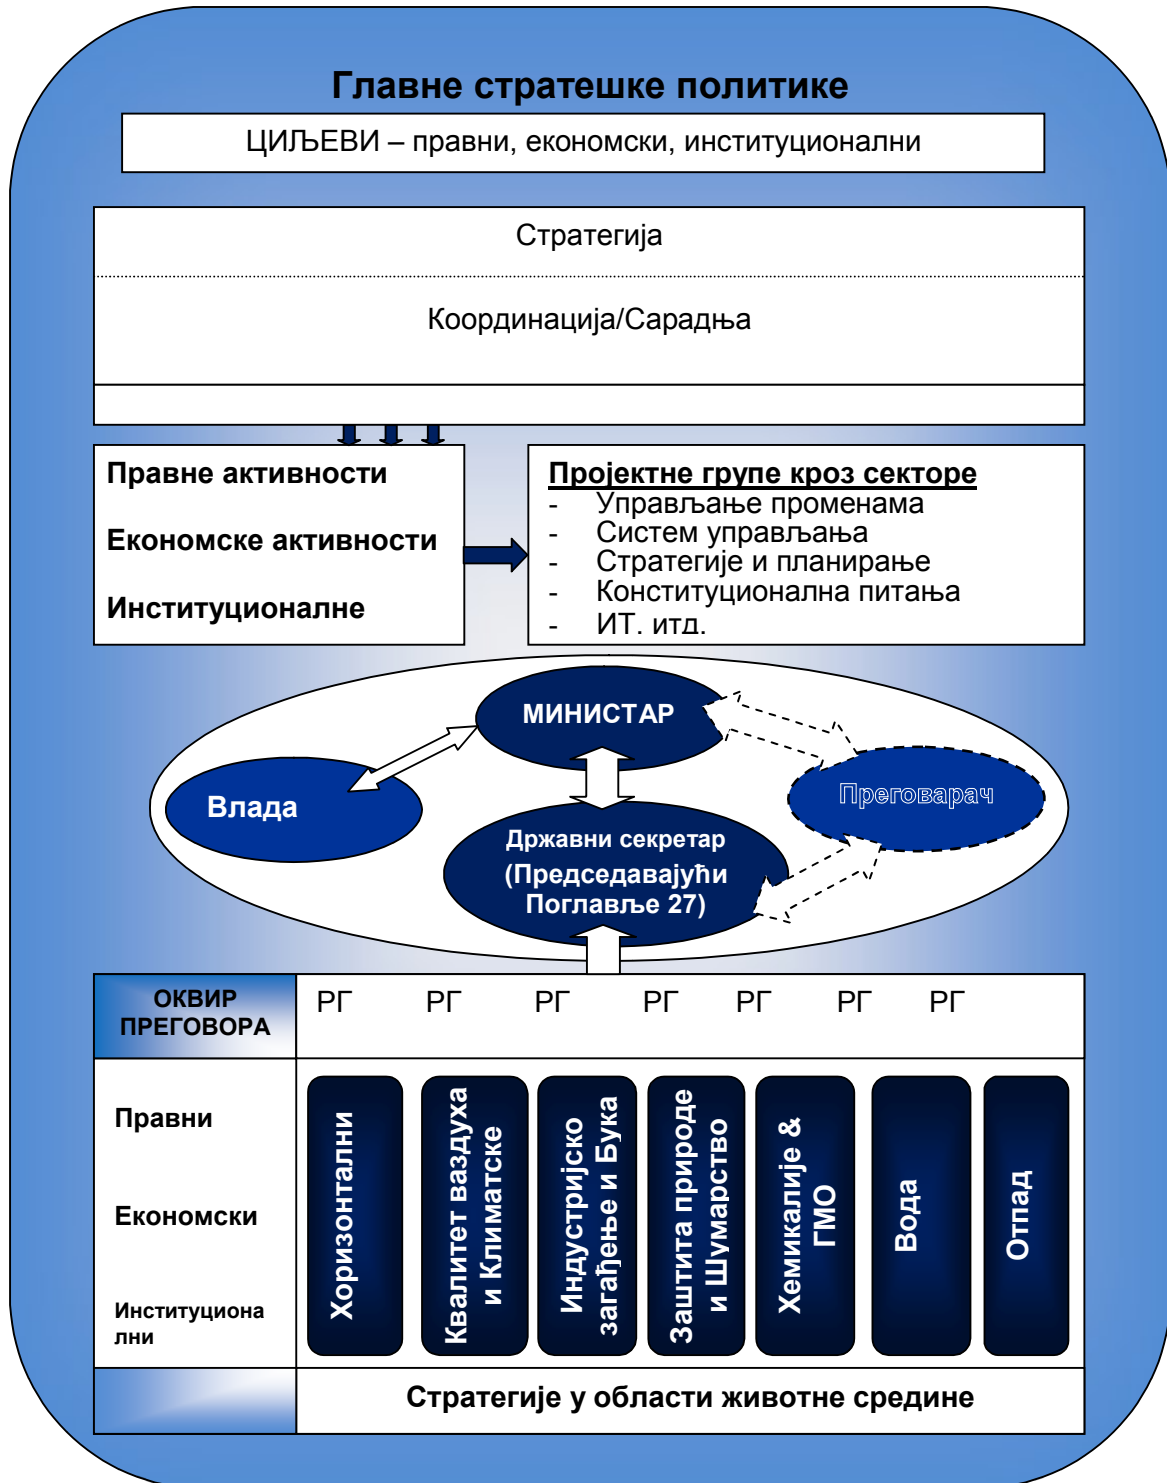 Главне стратешке политике
ЦИЉЕВИ – правни, економски, институционални
Стратегија
Координација/Сарадња
Правне активности
Економске активности
Институционалне
Пројектне групе кроз секторе
- Управљање променама
- Систем управљања
- Стратегије и планирање
- Конституционална питања
- ИТ, итд.
МИНИСТАР
Влада
Преговарач
Државни секретар
(Председавајући
Поглавље 27)
ОКВИР
ПРЕГОВОРА
РГ РГ РГ РГ РГ РГ РГ
Правни
Економски
Институциона
лни
Хоризонтални
Квалитет ваздуха
и Климатске
Индустријско
загађење и Бука
Заштита природе
и Шумарство
Хемикалије &
ГМО
Вода
Отпад
Стратегије у области животне средине